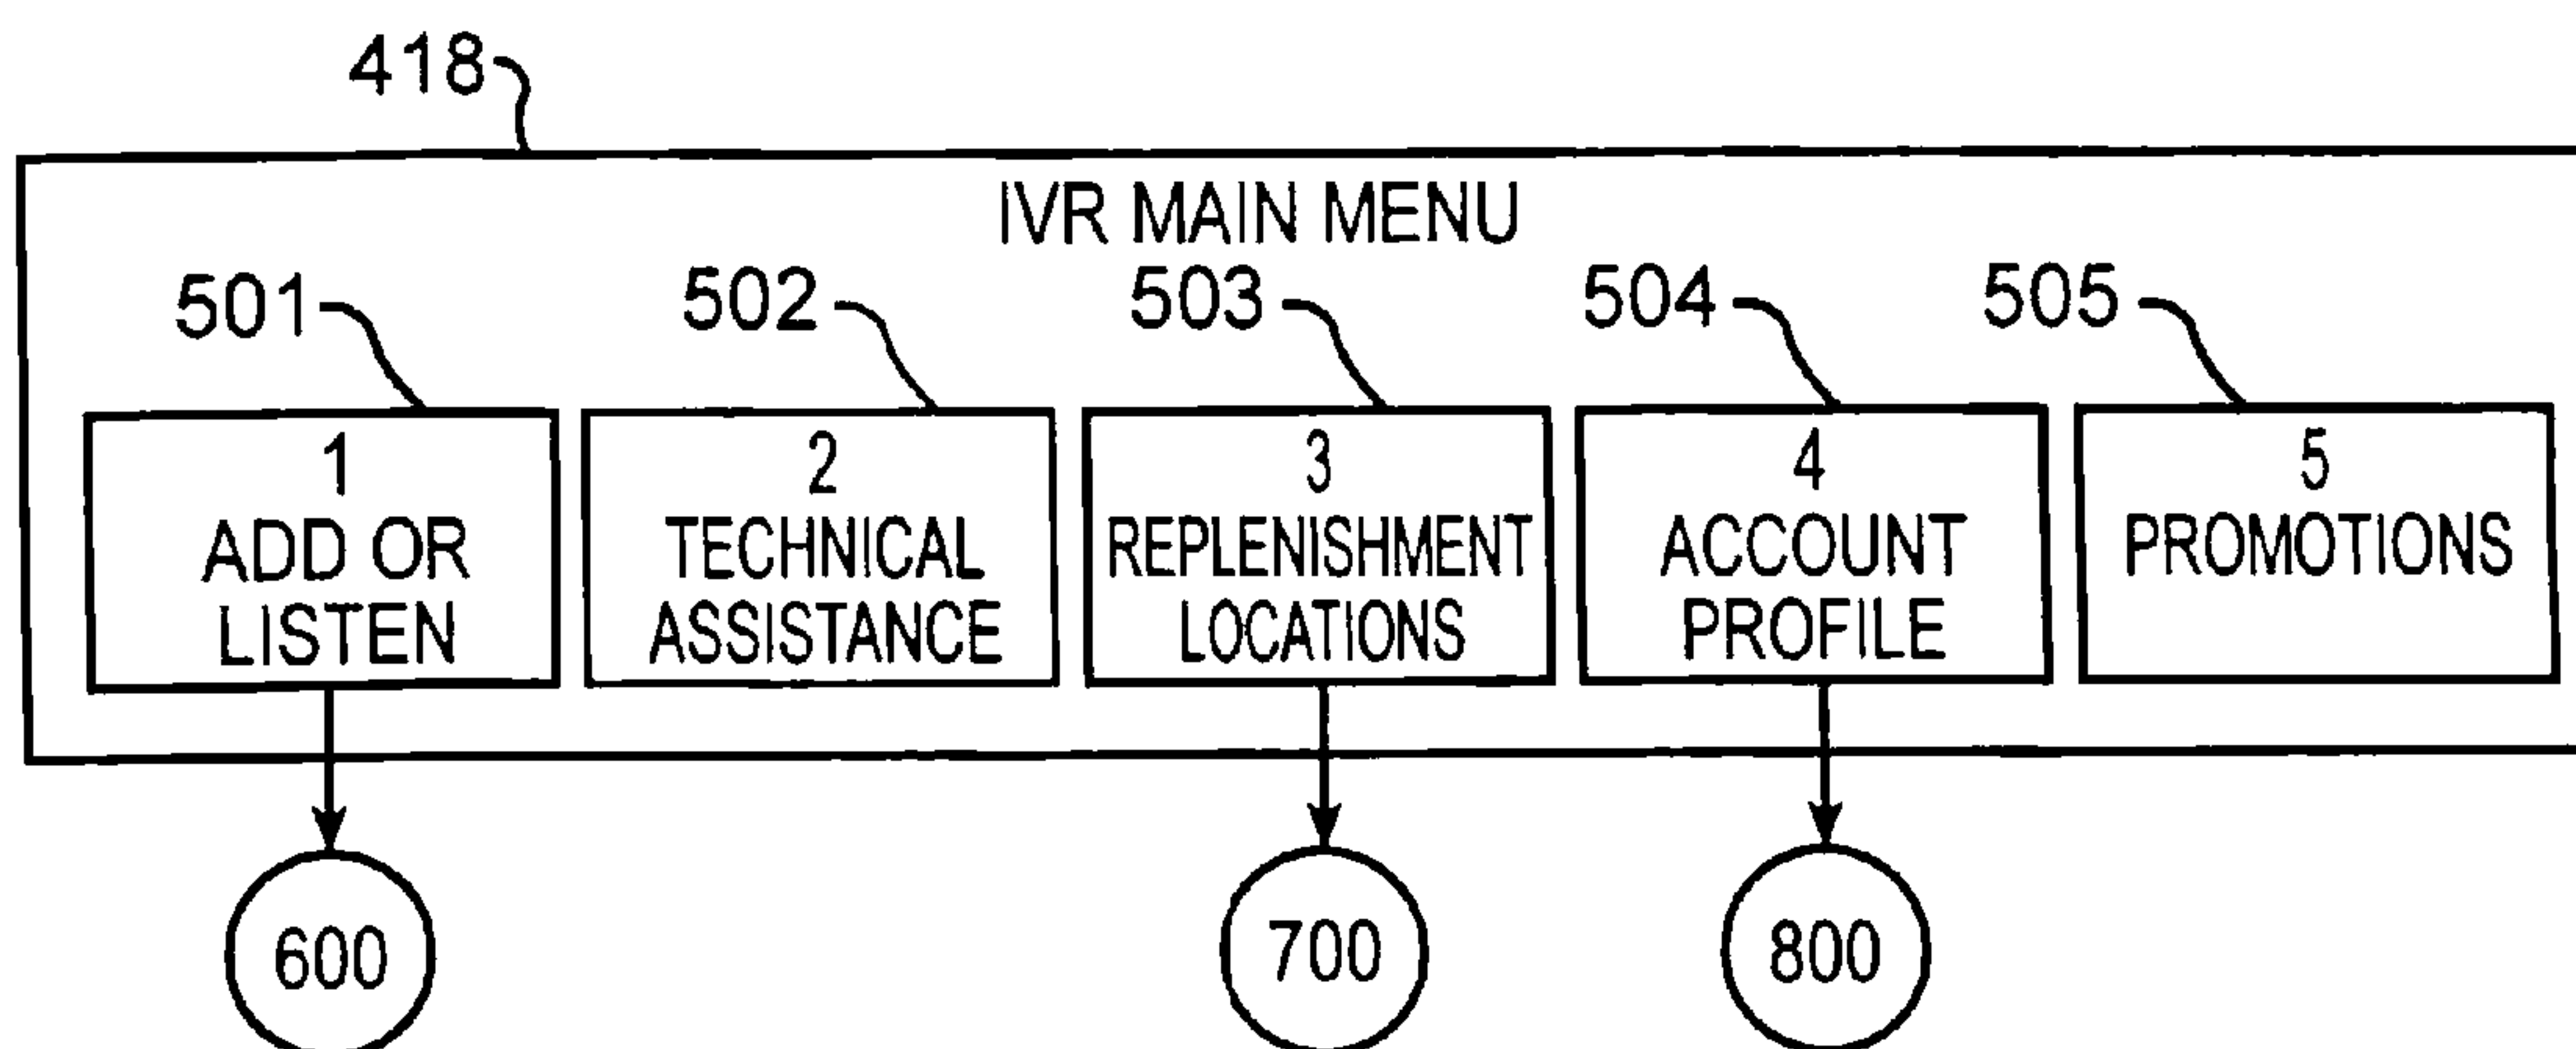 418
IVR MAIN MENU
501 502 503 504 505
1
ADD OR
LISTEN
2
TECHNICAL
ASSISTANCE
3
REPLENISHMENT
LOCATIONS
4
ACCOUNT
PROFILE
5
PROMOTIONS
600 700 800